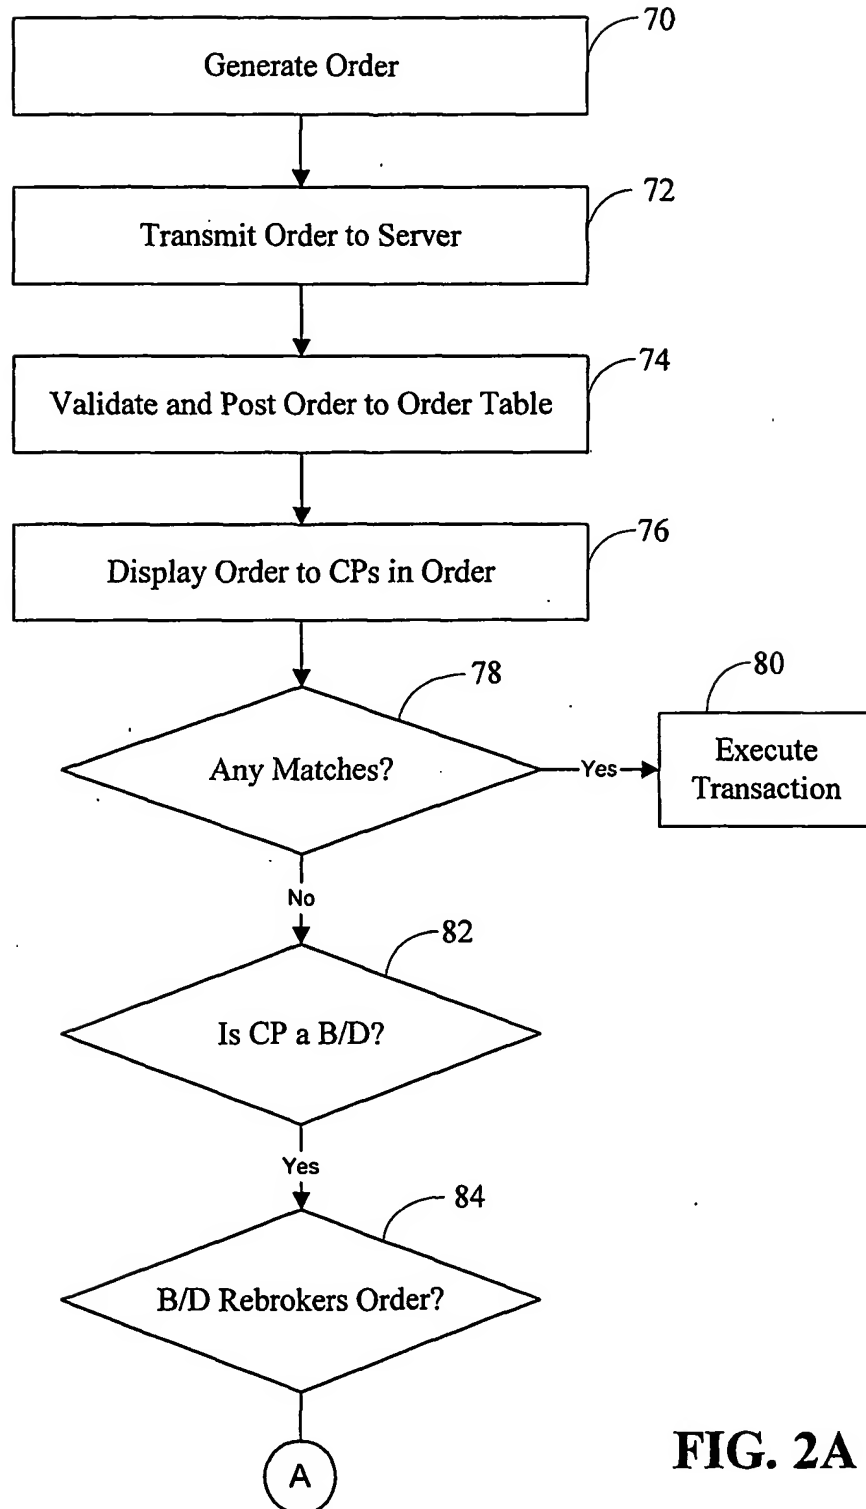 70
Generate Order
72
Transmit Order to Server
74
Validate and Post Order to Order Table
76
Display Order to CPs in Order
78
Any Matches?
Yes
80
Execute
Transaction
No
82
Is CP a B/D?
Yes
84
B/D Rebrokers Order?
A
FIG. 2A